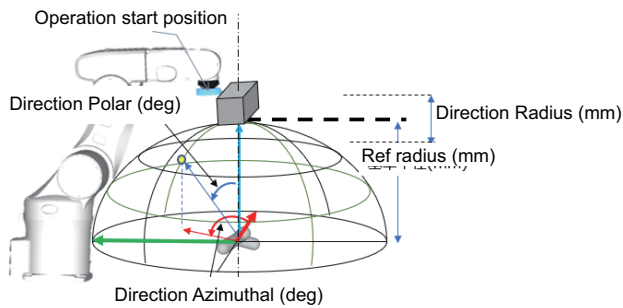 Operation start position
Direction Polar (deg)
Direction Radius (mm)
Ref radius (mm)
Direction Azimuthal (deg)